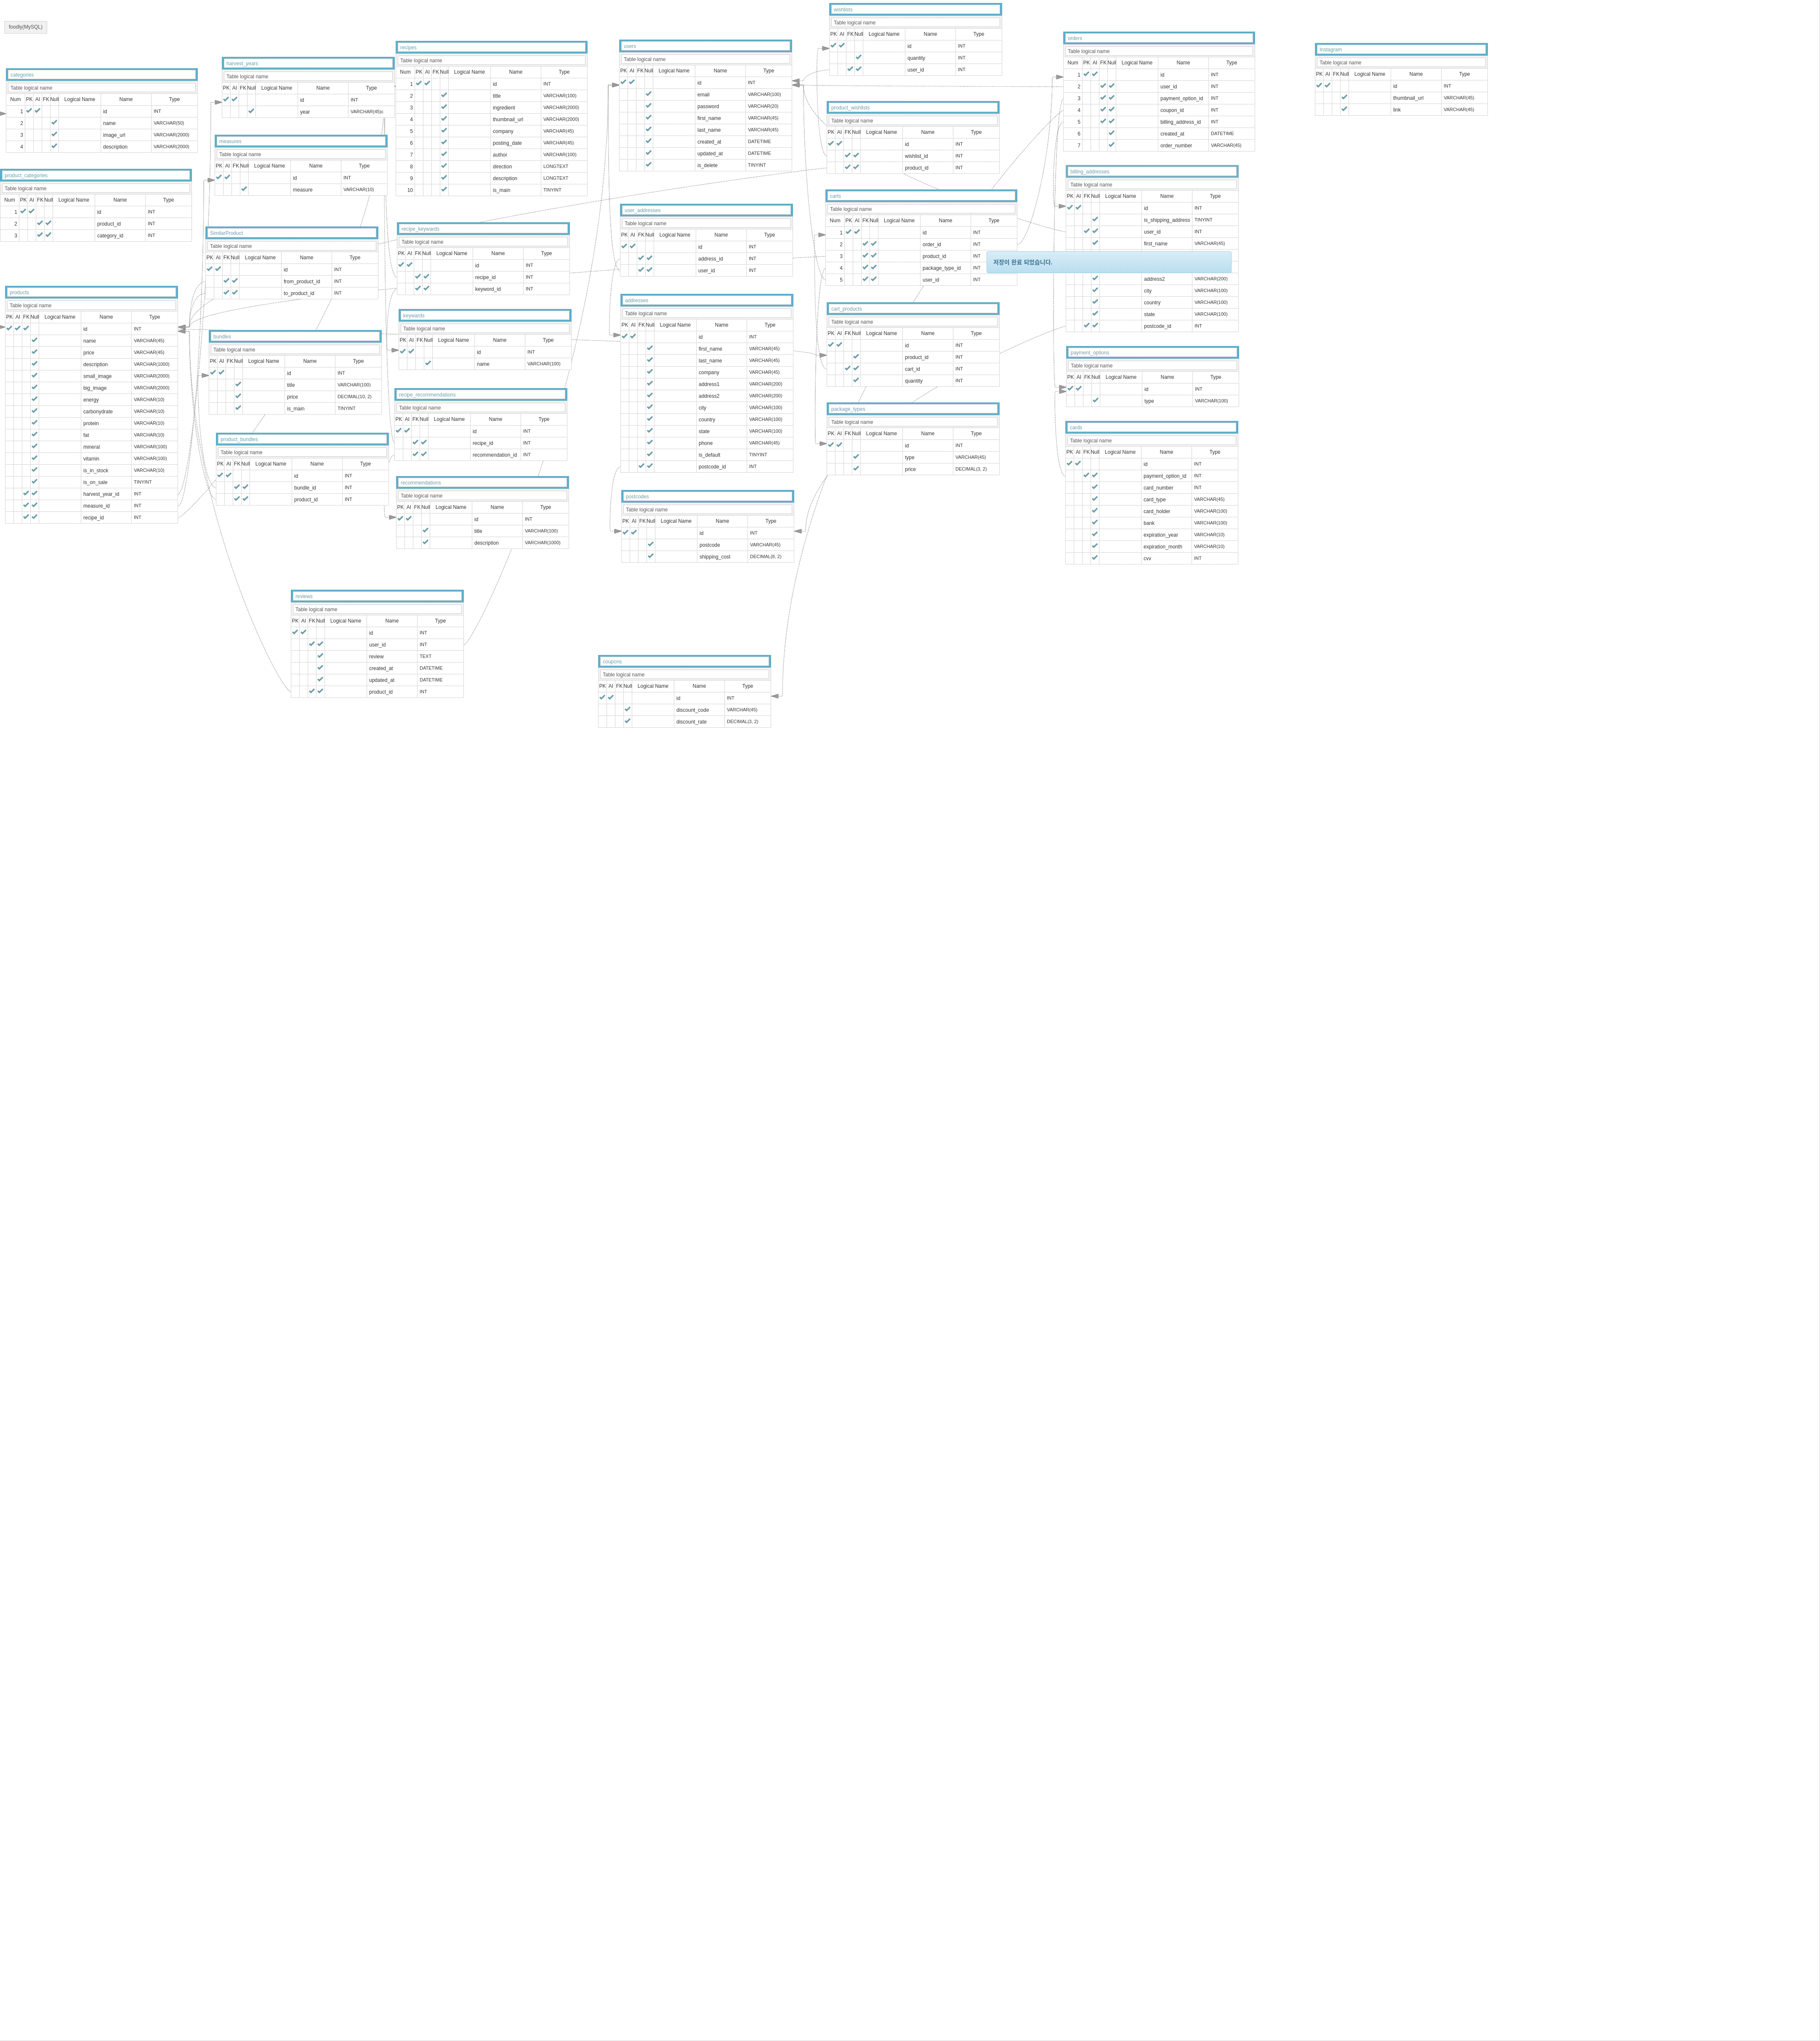 foodly(MySQL)
categories
Table logical name
Num PK AI FK Null Logical Name Name Type
1 id INT
2 name VARCHAR(50)
3 image_url VARCHAR(2000)
4 description VARCHAR(2000)
product_categories
Table logical name
Num PK AI FK Null Logical Name Name Type
1 id INT
2 product_id INT
3 category_id INT
products
Table logical name
PK AI FK Null Logical Name Name Type
id INT
name VARCHAR(45)
price VARCHAR(45)
description VARCHAR(1000)
small_image VARCHAR(2000)
big_image VARCHAR(2000)
energy VARCHAR(10)
carbonydrate VARCHAR(10)
protein VARCHAR(10)
fat VARCHAR(10)
mineral VARCHAR(100)
vitamin VARCHAR(100)
is_in_stock VARCHAR(10)
is_on_sale TINYINT
harvest_year_id INT
measure_id INT
recipe_id INT
harvest_years
Table logical name
PK AI FK Null Logical Name Name Type
id INT
year VARCHAR(45)
measures
Table logical name
PK AI FK Null Logical Name Name Type
id INT
measure VARCHAR(10)
SimilarProduct
Table logical name
PK AI FK Null Logical Name Name Type
id INT
from_product_id INT
to_product_id INT
bundles
Table logical name
PK AI FK Null Logical Name Name Type
id INT
title VARCHAR(100)
price DECIMAL(10, 2)
is_main TINYINT
product_bundles
Table logical name
PK AI FK Null Logical Name Name Type
id INT
bundle_id INT
product_id INT
reviews
Table logical name
PK AI FK Null Logical Name Name Type
id INT
user_id INT
review TEXT
created_at DATETIME
updated_at DATETIME
product_id INT
recipes
Table logical name
Num PK AI FK Null Logical Name Name Type
1 id INT
2 title VARCHAR(100)
3 ingredient VARCHAR(2000)
4 thumbnail_url VARCHAR(2000)
5 company VARCHAR(45)
6 posting_date VARCHAR(45)
7 author VARCHAR(100)
8 direction LONGTEXT
9 description LONGTEXT
10 is_main TINYINT
recipe_keywards
Table logical name
PK AI FK Null Logical Name Name Type
id INT
recipe_id INT
keyword_id INT
keywards
Table logical name
PK AI FK Null Logical Name Name Type
id INT
name VARCHAR(100)
recipe_recommendations
Table logical name
PK AI FK Null Logical Name Name Type
id INT
recipe_id INT
recommendation_id INT
recommendations
Table logical name
PK AI FK Null Logical Name Name Type
id INT
title VARCHAR(100)
description VARCHAR(1000)
users
Table logical name
PK AI FK Null Logical Name Name Type
id INT
email VARCHAR(100)
password VARCHAR(20)
first_name VARCHAR(45)
last_name VARCHAR(45)
created_at DATETIME
updated_at DATETIME
is_delete TINYINT
user_addresses
Table logical name
PK AI FK Null Logical Name Name Type
id INT
address_id INT
user_id INT
addresses
Table logical name
PK AI FK Null Logical Name Name Type
id INT
first_name VARCHAR(45)
last_name VARCHAR(45)
company VARCHAR(45)
address1 VARCHAR(200)
address2 VARCHAR(200)
city VARCHAR(100)
country VARCHAR(100)
state VARCHAR(100)
phone VARCHAR(45)
is_default TINYINT
postcode_id INT
postcodes
Table logical name
PK AI FK Null Logical Name Name Type
id INT
postcode VARCHAR(45)
shipping_cost DECIMAL(8, 2)
coupons
Table logical name
PK AI FK Null Logical Name Name Type
id INT
discount_code VARCHAR(45)
discount_rate DECIMAL(3, 2)
wishlists
Table logical name
PK AI FK Null Logical Name Name Type
id INT
quantity INT
user_id INT
product_wishlists
Table logical name
PK AI FK Null Logical Name Name Type
id INT
wishlist_id INT
product_id INT
carts
Table logical name
Num PK AI FK Null Logical Name Name Type
1 id INT
2 order_id INT
3 product_id INT
4 package_type_id INT
5 user_id INT
cart_products
Table logical name
PK AI FK Null Logical Name Name Type
id INT
product_id INT
cart_id INT
quantity INT
package_types
Table logical name
PK AI FK Null Logical Name Name Type
id INT
type VARCHAR(45)
price DECIMAL(3, 2)
orders
Table logical name
Num PK AI FK Null Logical Name Name Type
1 id INT
2 user_id INT
3 payment_option_id INT
4 coupon_id INT
5 billing_address_id INT
6 created_at DATETIME
7 order_number VARCHAR(45)
billing_addresses
Table logical name
PK AI FK Null Logical Name Name Type
id INT
is_shipping_address TINYINT
user_id INT
first_name VARCHAR(45)
저장이 완료 되었습니다.
address2 VARCHAR(200)
city VARCHAR(100)
country VARCHAR(100)
state VARCHAR(100)
postcode_id INT
payment_options
Table logical name
PK AI FK Null Logical Name Name Type
id INT
type VARCHAR(100)
cards
Table logical name
PK AI FK Null Logical Name Name Type
id INT
payment_option_id INT
card_number INT
card_type VARCHAR(45)
card_holder VARCHAR(100)
bank VARCHAR(100)
expiration_year VARCHAR(10)
expiration_month VARCHAR(10)
cvv INT
instagram
Table logical name
PK AI FK Null Logical Name Name Type
id INT
thumbnail_url VARCHAR(45)
link VARCHAR(45)